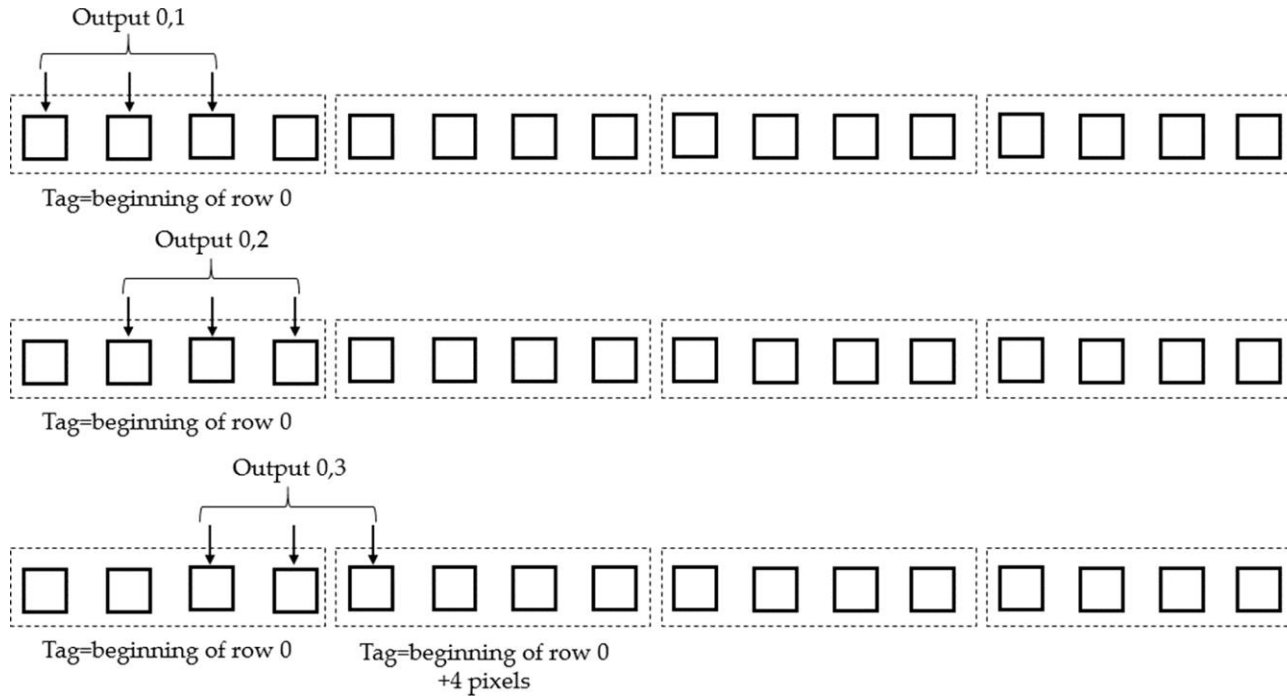 Output 0,1
Tag=beginning of row 0
Output 0,2
Tag=beginning of row 0
Output 0,3
Tag=beginning of row 0
Tag=beginning of row 0
+4 pixels